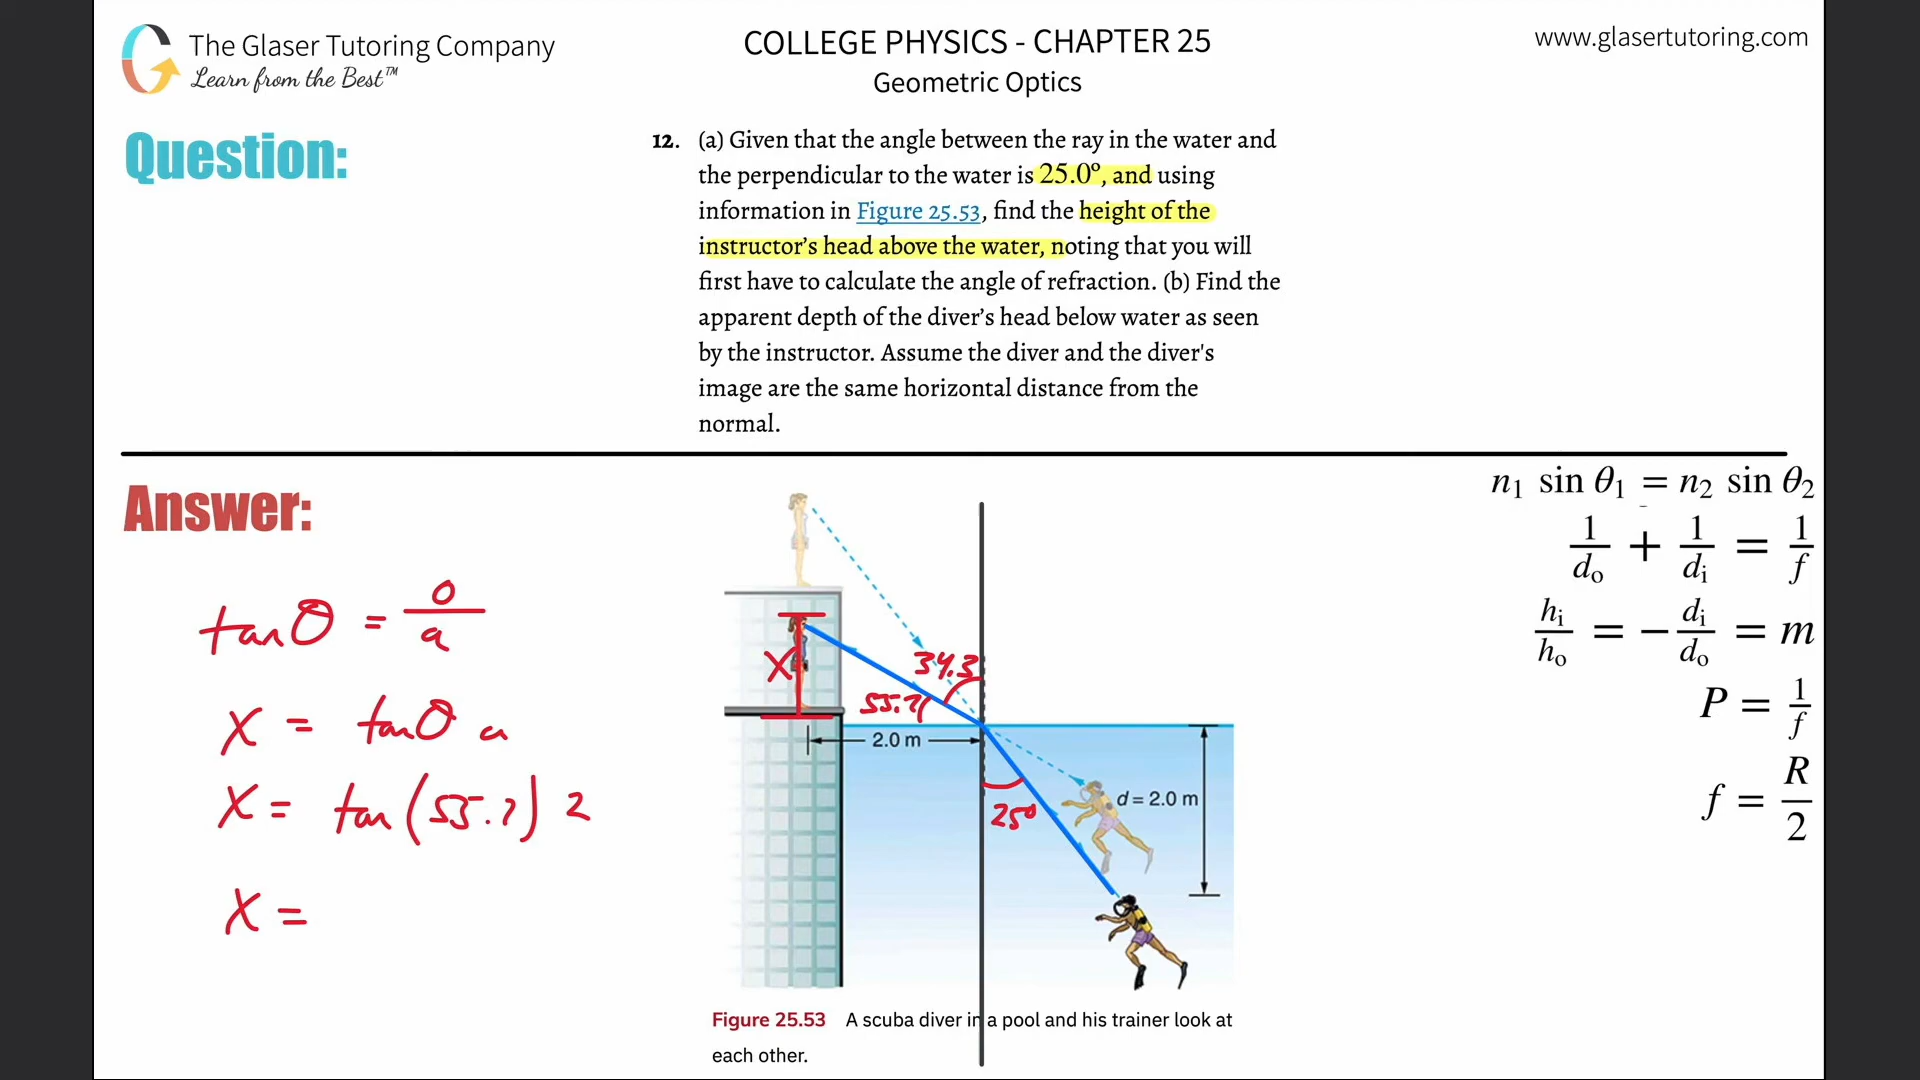 The Glaser Tutoring Company
Learn from the Best™
COLLEGE PHYSICS - CHAPTER 25
Geometric Optics
www.glasertutoring.com
Question:
12. (a) Given that the angle between the ray in the water and
the perpendicular to the water is 25.0º, and using
information in Figure 25.53, find the height of the
instructor's head above the water, noting that you will
first have to calculate the angle of refraction. (b) Find the
apparent depth of the diver's head below water as seen
by the instructor. Assume the diver and the diver's
image are the same horizontal distance from the
normal.
Answer:
tanθ = o/a
X = tanθ a
X = tan(55.7) 2
X =
X
34.3
55.7
2.0 m
25°
d = 2.0 m
Figure 25.53 A scuba diver in a pool and his trainer look at
each other.
n₁ sin θ₁ = n₂ sin θ₂
1/dₒ + 1/dᵢ = 1/f
hᵢ/hₒ = −dᵢ/dₒ = m
P = 1/f
f = R/2